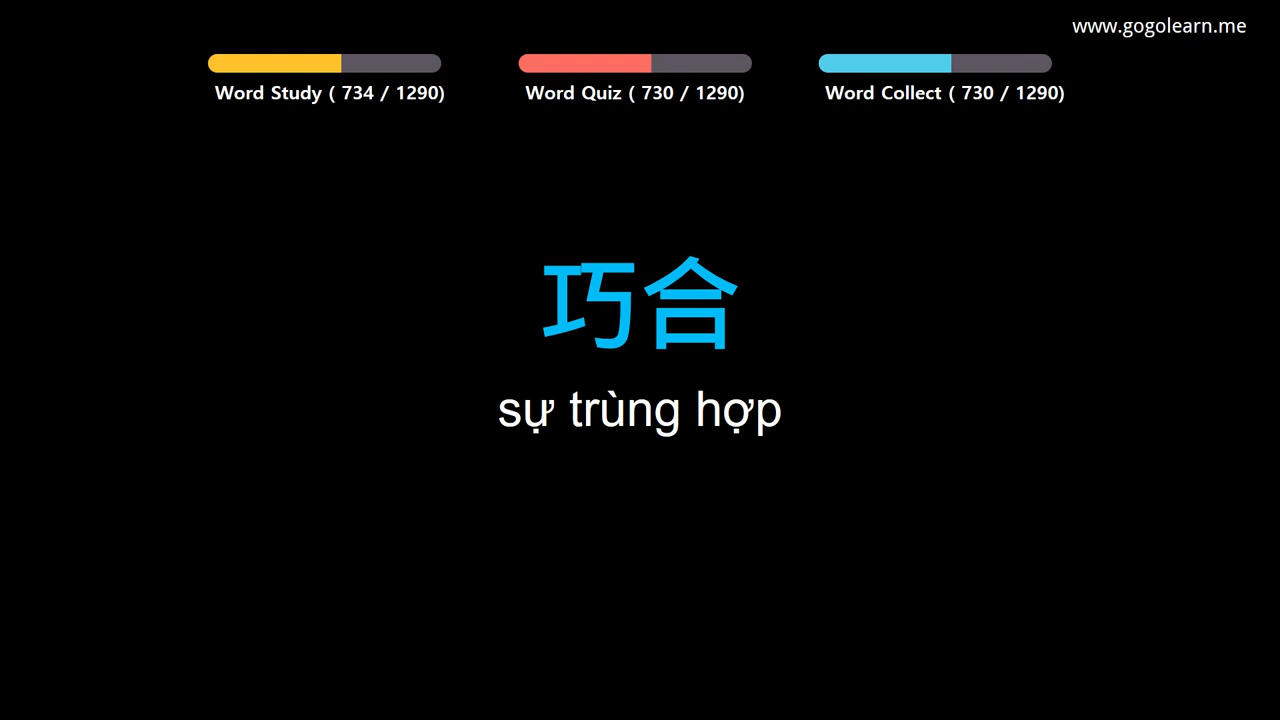 www.gogolearn.me
Word Study ( 734 / 1290)
Word Quiz ( 730 / 1290)
Word Collect ( 730 / 1290)
巧合
sự trùng hợp